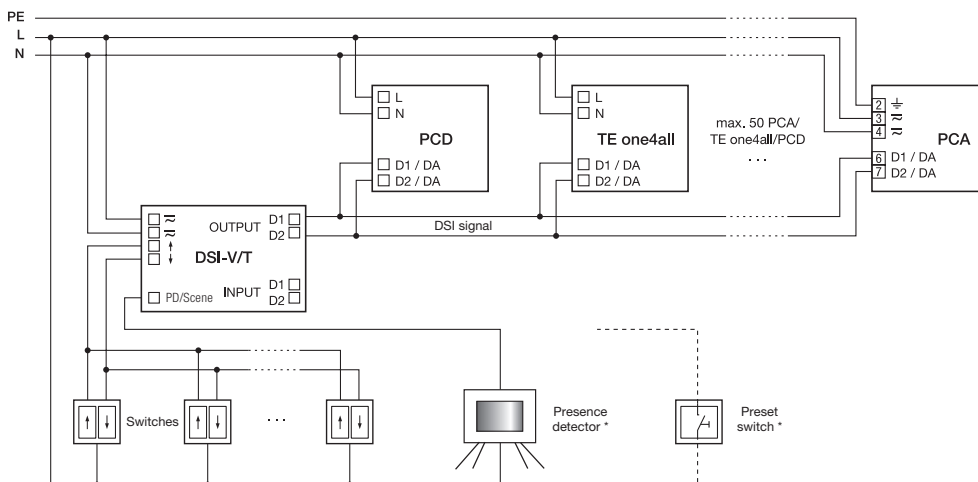 PE
L
N
L
N
PCD
D1 / DA
D2 / DA
L
N
TE one4all
D1 / DA
D2 / DA
max. 50 PCA/
TE one4all/PCD
...
2
3
4
PCA
6 D1 / DA
7 D2 / DA
OUTPUT D1
D2
DSI-V/T
PD/Scene
INPUT D1
D2
DSI signal
Switches
...
Presence
detector *
Preset
switch *